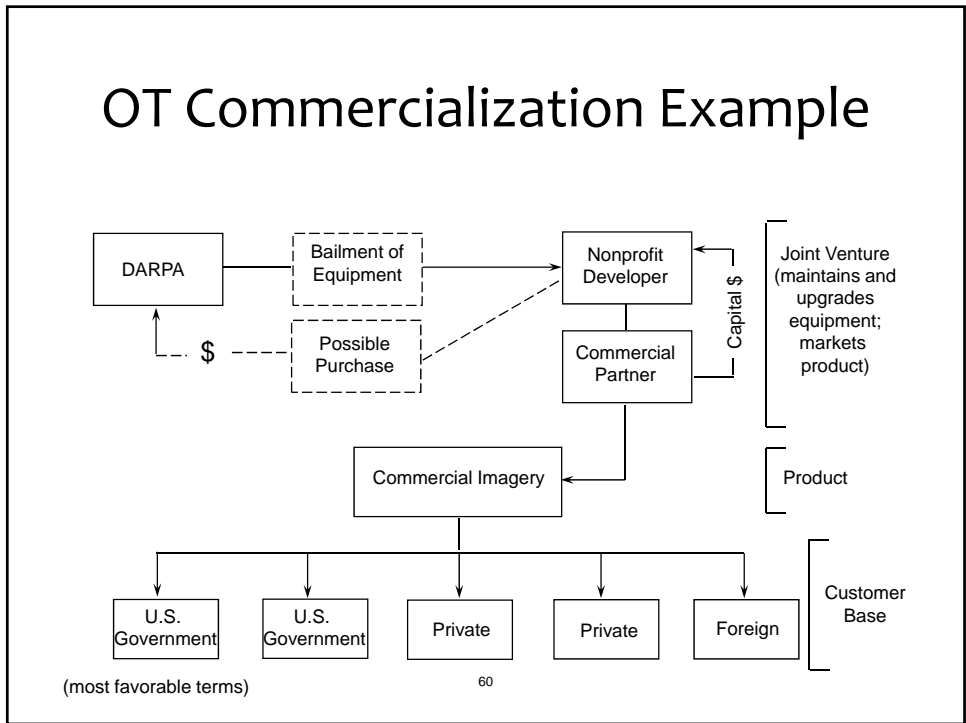 OT Commercialization Example
DARPA
Bailment of
Equipment
Nonprofit
Developer
Capital $
Joint Venture
(maintains and
upgrades
equipment;
markets
product)
$
Possible
Purchase
Commercial
Partner
Commercial Imagery
Product
U.S.
Government
U.S.
Government
Private
Private
Foreign
Customer
Base
(most favorable terms)
60